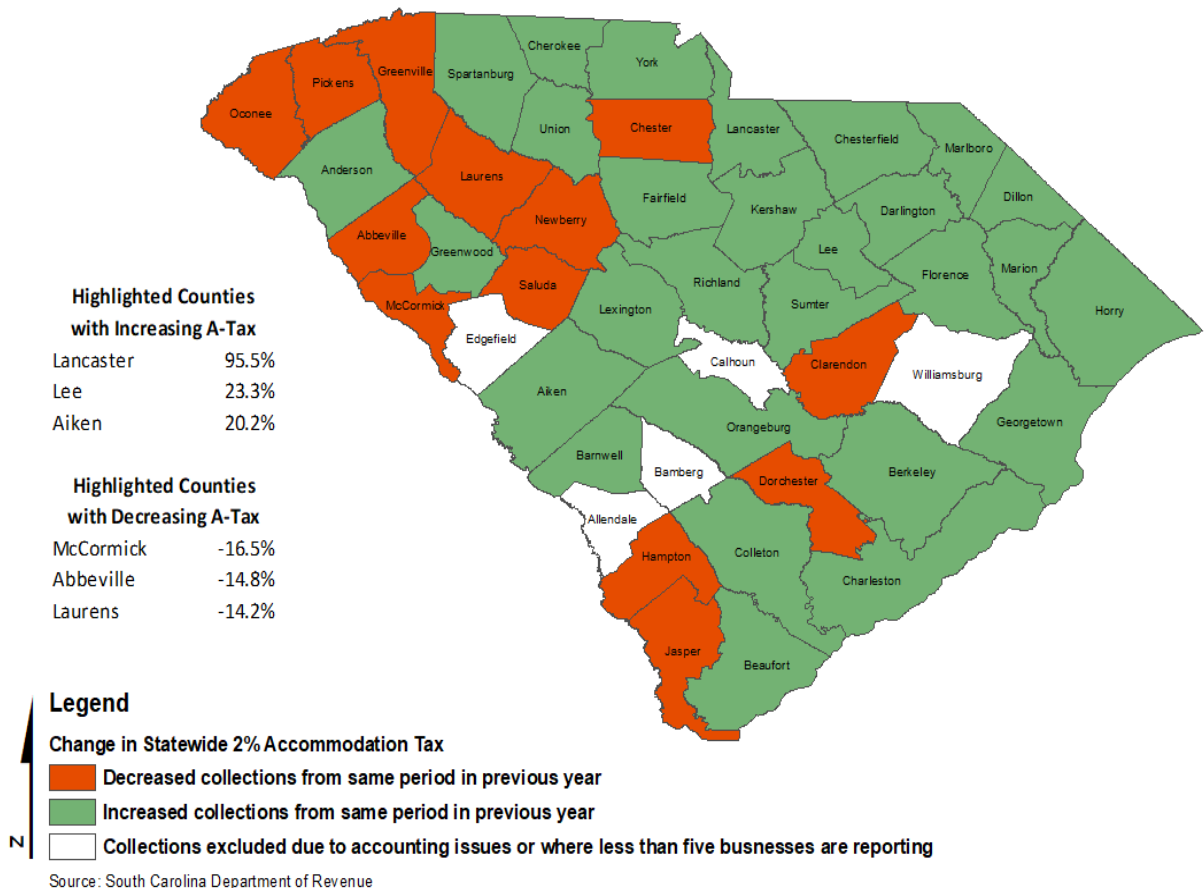 Cherokee
York
Spartanburg
Greenville
Pickens
Oconee
Union
Chester
Lancaster
Chesterfield
Marlboro
Anderson
Laurens
Dillon
Fairfield
Kershaw
Darlington
Newberry
Abbeville
Greenwood
Lee
Florence
Marion
Saluda
Richland
Sumter
McCormick
Lexington
Horry
Edgefield
Calhoun
Clarendon
Williamsburg
Aiken
Orangeburg
Georgetown
Barnwell
Bamberg
Berkeley
Dorchester
Allendale
Hampton
Colleton
Charleston
Jasper
Beaufort
Highlighted Counties
with Increasing A-Tax
Lancaster 95.5%
Lee 23.3%
Aiken 20.2%
Highlighted Counties
with Decreasing A-Tax
McCormick -16.5%
Abbeville -14.8%
Laurens -14.2%
Legend
Change in Statewide 2% Accommodation Tax
Decreased collections from same period in previous year
Increased collections from same period in previous year
Collections excluded due to accounting issues or where less than five busnesses are reporting
N
Source: South Carolina Department of Revenue